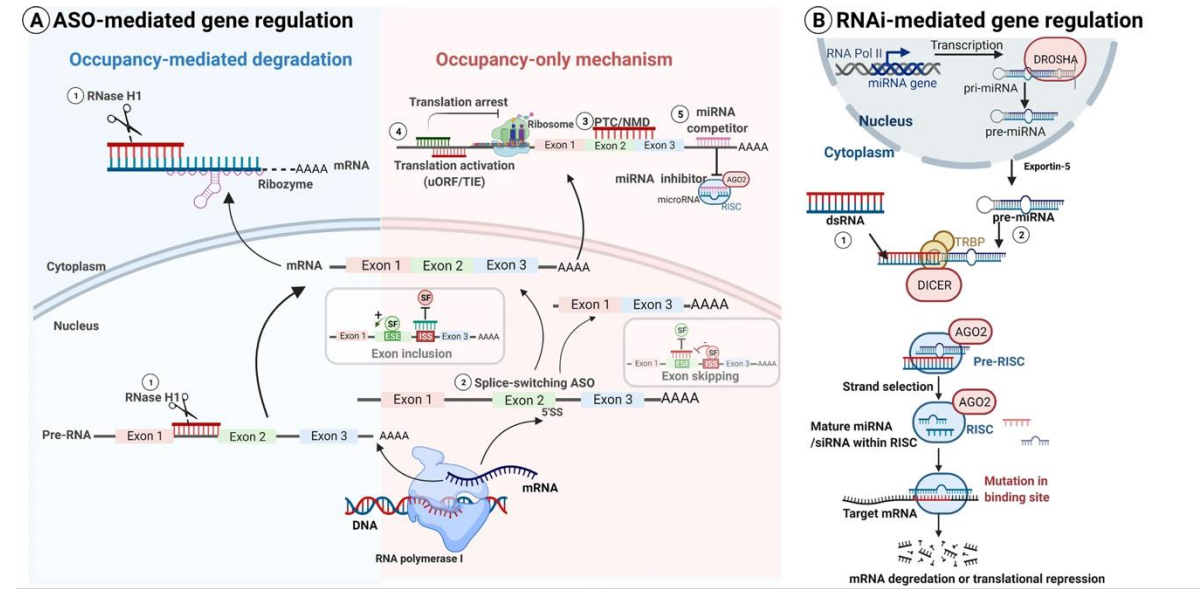 A ASO-mediated gene regulation
Occupancy-mediated degradation
Occupancy-only mechanism
1 RNase H1
AAAA mRNA
Ribozyme
Translation arrest
4
Ribosome
3 PTC/NMD
5 miRNA
competitor
Exon 1 Exon 2 Exon 3 AAAA
Translation activation
(uORF/TIE)
miRNA inhibitor
AGO2
microRNA
RISC
Cytoplasm
mRNA Exon 1 Exon 2 Exon 3 AAAA
Nucleus
SF
+
SF
Exon 1 ESE ISS Exon 3 AAAA
Exon inclusion
Exon 1 Exon 3 AAAA
SF
- SF
Exon 1 ESE ISS Exon 3 AAAA
Exon skipping
1
RNase H1
2 Splice-switching ASO
Exon 1 Exon 2 Exon 3 AAAA
5'SS
Pre-RNA Exon 1 Exon 2 Exon 3 AAAA
mRNA
DNA
RNA polymerase I
B RNAi-mediated gene regulation
RNA Pol II
Transcription
DROSHA
miRNA gene
pri-miRNA
Nucleus
pre-miRNA
Cytoplasm
Exportin-5
dsRNA
pre-miRNA
1
2
TRBP
DICER
AGO2
Pre-RISC
Strand selection
AGO2
Mature miRNA
/siRNA within RISC
RISC
Mutation in
binding site
Target mRNA
mRNA degredation or translational repression